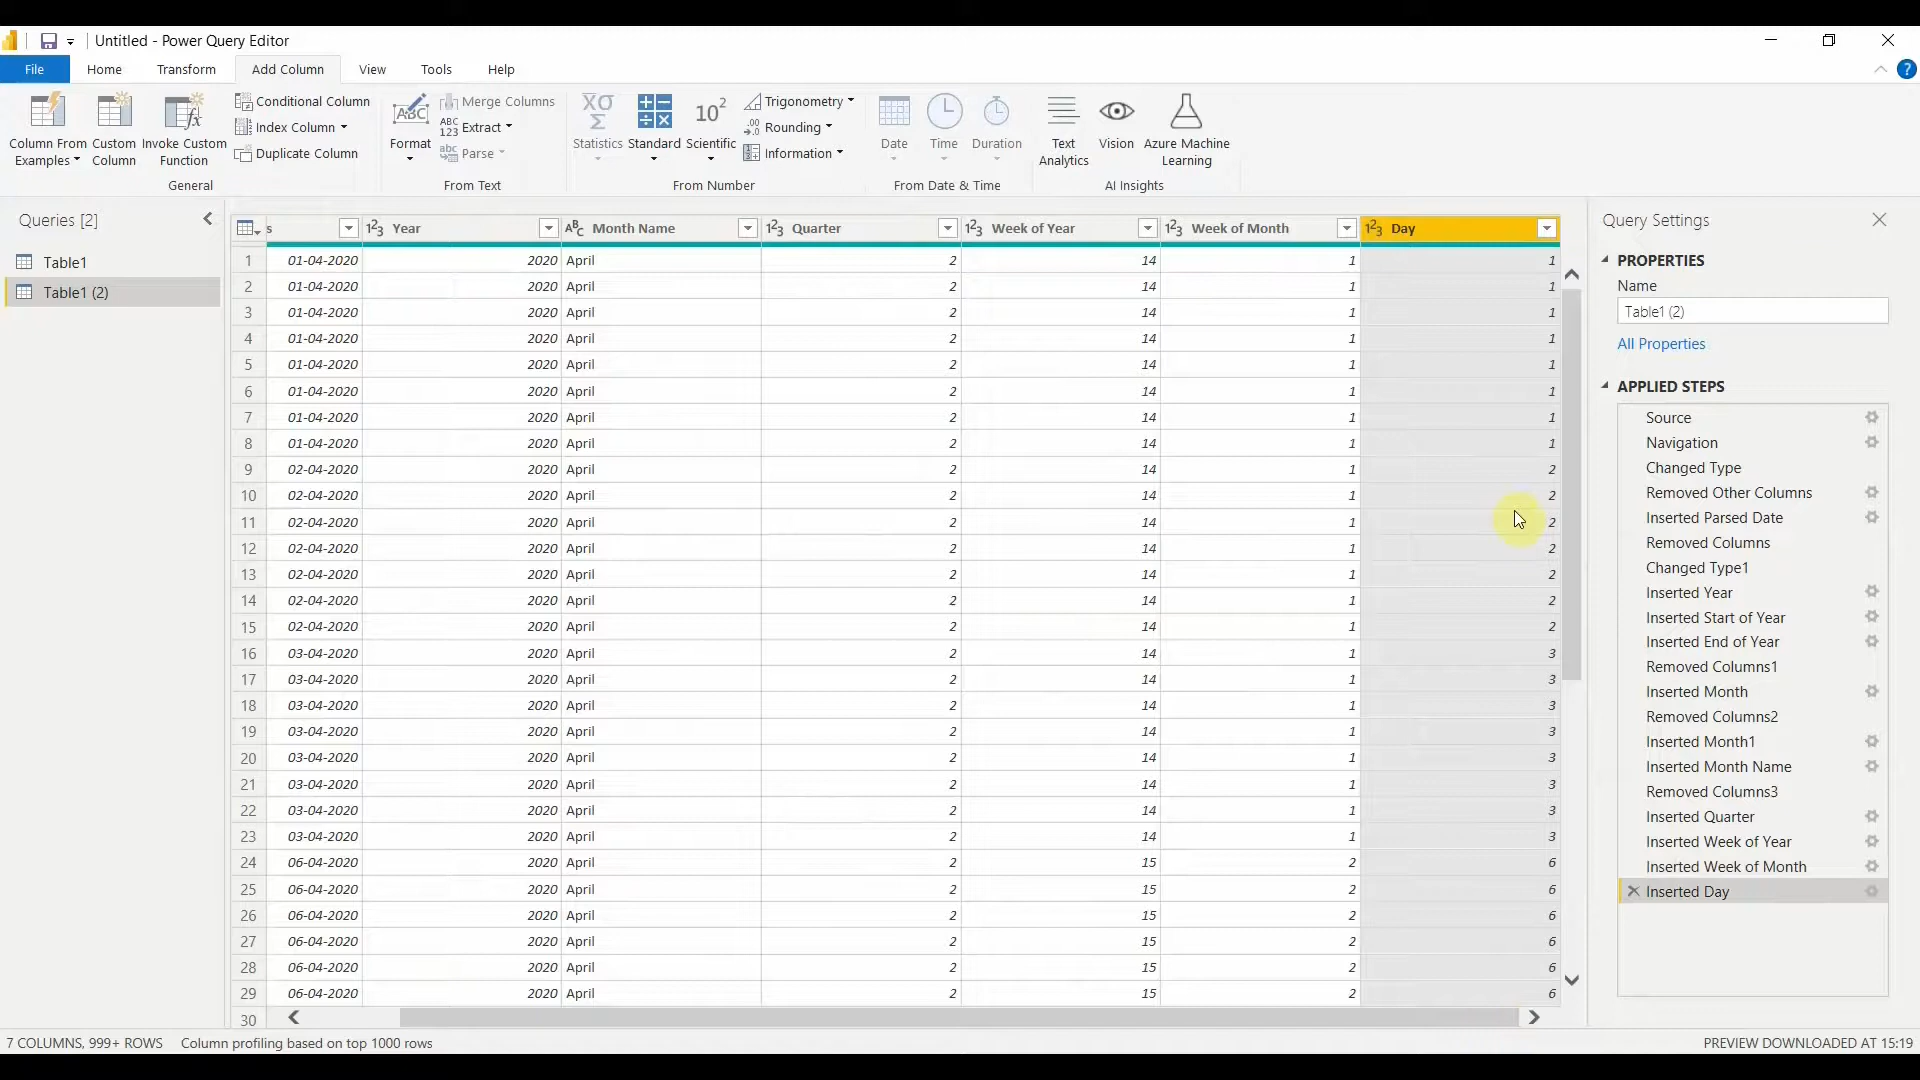 Untitled - Power Query Editor
File Home Transform Add Column View Tools Help
Column From Examples
Custom Column
Invoke Custom Function
Conditional Column
Index Column
Duplicate Column
General
Format
Merge Columns
Extract
Parse
From Text
Statistics
Standard
Scientific
Trigonometry
Rounding
Information
From Number
Date
Time
Duration
From Date & Time
Text Analytics
Vision
Azure Machine Learning
AI Insights
Queries [2]
Table1
Table1 (2)
s Year Month Name Quarter Week of Year Week of Month Day
1 01-04-2020 2020 April 2 14 1 1
2 01-04-2020 2020 April 2 14 1 1
3 01-04-2020 2020 April 2 14 1 1
4 01-04-2020 2020 April 2 14 1 1
5 01-04-2020 2020 April 2 14 1 1
6 01-04-2020 2020 April 2 14 1 1
7 01-04-2020 2020 April 2 14 1 1
8 01-04-2020 2020 April 2 14 1 1
9 02-04-2020 2020 April 2 14 1 2
10 02-04-2020 2020 April 2 14 1 2
11 02-04-2020 2020 April 2 14 1 2
12 02-04-2020 2020 April 2 14 1 2
13 02-04-2020 2020 April 2 14 1 2
14 02-04-2020 2020 April 2 14 1 2
15 02-04-2020 2020 April 2 14 1 2
16 03-04-2020 2020 April 2 14 1 3
17 03-04-2020 2020 April 2 14 1 3
18 03-04-2020 2020 April 2 14 1 3
19 03-04-2020 2020 April 2 14 1 3
20 03-04-2020 2020 April 2 14 1 3
21 03-04-2020 2020 April 2 14 1 3
22 03-04-2020 2020 April 2 14 1 3
23 03-04-2020 2020 April 2 14 1 3
24 06-04-2020 2020 April 2 15 2 6
25 06-04-2020 2020 April 2 15 2 6
26 06-04-2020 2020 April 2 15 2 6
27 06-04-2020 2020 April 2 15 2 6
28 06-04-2020 2020 April 2 15 2 6
29 06-04-2020 2020 April 2 15 2 6
30
Query Settings
PROPERTIES
Name
Table1 (2)
All Properties
APPLIED STEPS
Source
Navigation
Changed Type
Removed Other Columns
Inserted Parsed Date
Removed Columns
Changed Type1
Inserted Year
Inserted Start of Year
Inserted End of Year
Removed Columns1
Inserted Month
Removed Columns2
Inserted Month1
Inserted Month Name
Removed Columns3
Inserted Quarter
Inserted Week of Year
Inserted Week of Month
Inserted Day
7 COLUMNS, 999+ ROWS Column profiling based on top 1000 rows
PREVIEW DOWNLOADED AT 15:19